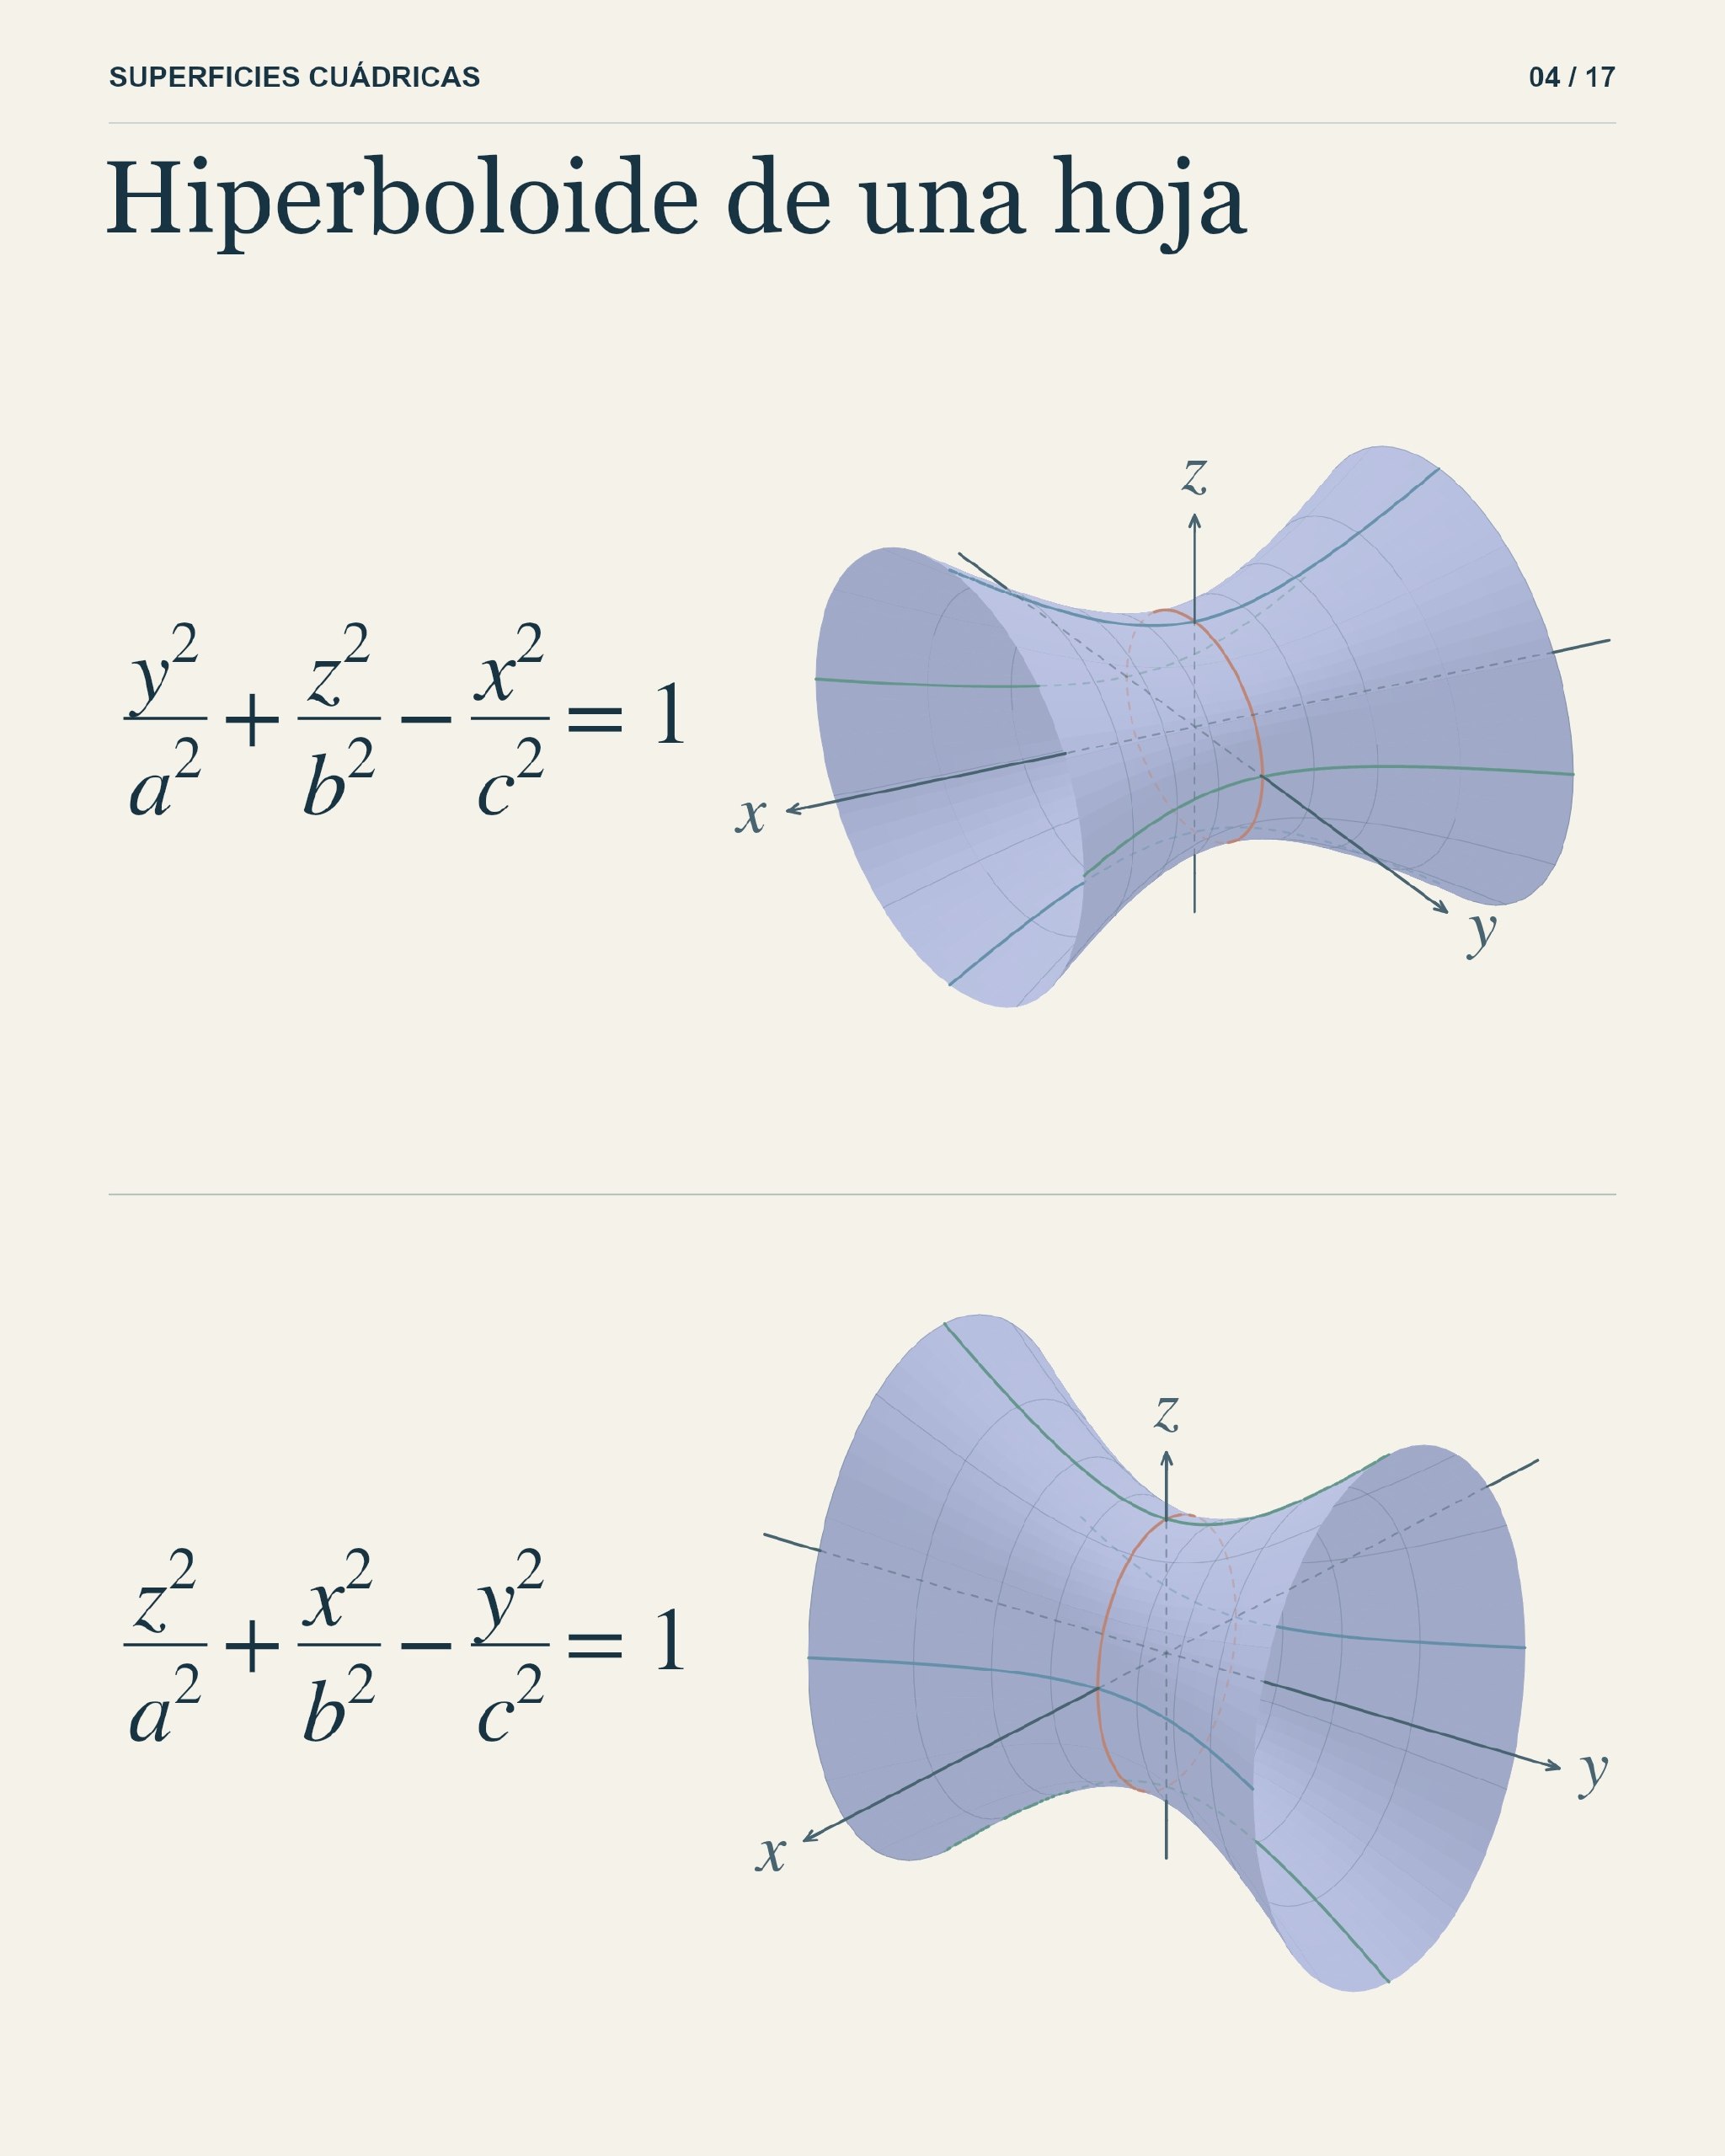 SUPERFICIES CUÁDRICAS 04 / 17
Hiperboloide de una hoja
z
y²/a² + z²/b² − x²/c² = 1
x
y
z
z²/a² + x²/b² − y²/c² = 1
y
x